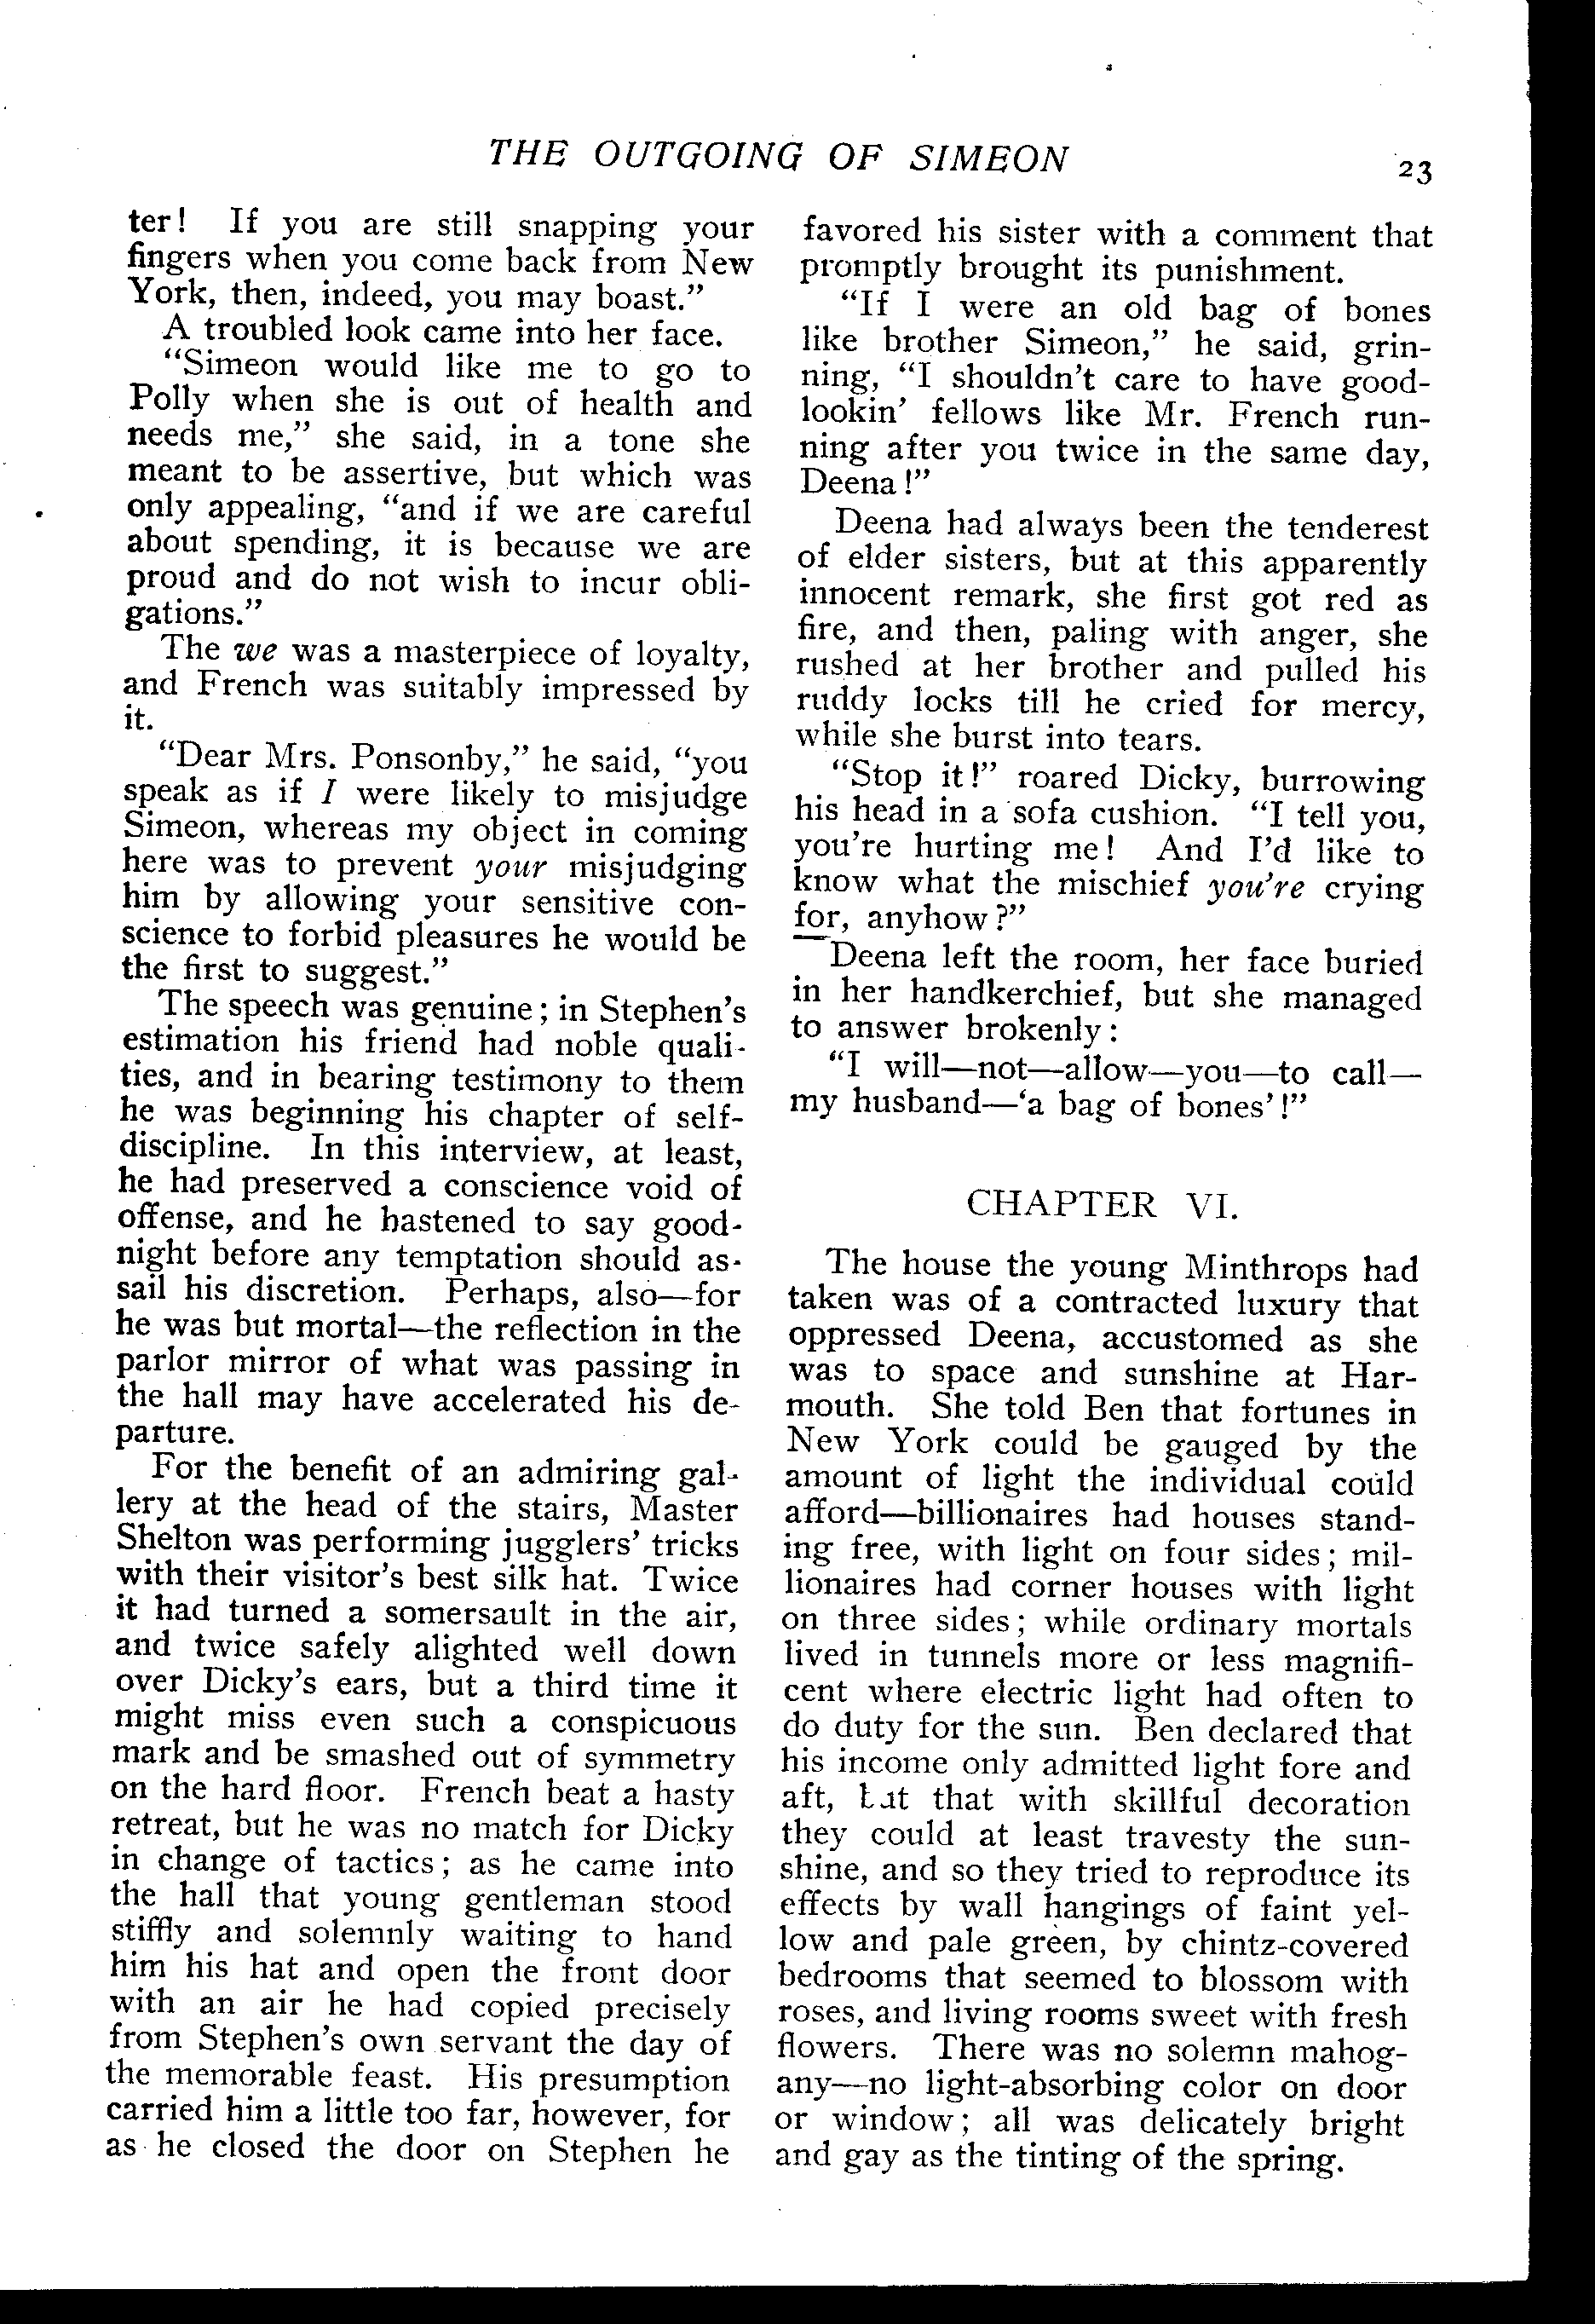 THE OUTGOING OF SIMEON
23
ter! If you are still snapping your
fingers when you come back from New
York, then, indeed, you may boast."
A troubled look came into her face.
"Simeon would like me to go to
Polly when she is out of health and
needs me," she said, in a tone she
meant to be assertive, but which was
only appealing, "and if we are careful
about spending, it is because we are
proud and do not wish to incur obli-
gations."
The we was a masterpiece of loyalty,
and French was suitably impressed by
it.
"Dear Mrs. Ponsonby," he said, "you
speak as if I were likely to misjudge
Simeon, whereas my object in coming
here was to prevent your misjudging
him by allowing your sensitive con-
science to forbid pleasures he would be
the first to suggest."
The speech was genuine; in Stephen's
estimation his friend had noble quali-
ties, and in bearing testimony to them
he was beginning his chapter of self-
discipline. In this interview, at least,
he had preserved a conscience void of
offense, and he hastened to say good-
night before any temptation should as-
sail his discretion. Perhaps, also—for
he was but mortal—the reflection in the
parlor mirror of what was passing in
the hall may have accelerated his de-
parture.
For the benefit of an admiring gal-
lery at the head of the stairs, Master
Shelton was performing jugglers' tricks
with their visitor's best silk hat. Twice
it had turned a somersault in the air,
and twice safely alighted well down
over Dicky's ears, but a third time it
might miss even such a conspicuous
mark and be smashed out of symmetry
on the hard floor. French beat a hasty
retreat, but he was no match for Dicky
in change of tactics; as he came into
the hall that young gentleman stood
stiffly and solemnly waiting to hand
him his hat and open the front door
with an air he had copied precisely
from Stephen's own servant the day of
the memorable feast. His presumption
carried him a little too far, however, for
as he closed the door on Stephen he
favored his sister with a comment that
promptly brought its punishment.
"If I were an old bag of bones
like brother Simeon," he said, grin-
ning, "I shouldn't care to have good-
lookin' fellows like Mr. French run-
ning after you twice in the same day,
Deena!"
Deena had always been the tenderest
of elder sisters, but at this apparently
innocent remark, she first got red as
fire, and then, paling with anger, she
rushed at her brother and pulled his
ruddy locks till he cried for mercy,
while she burst into tears.
"Stop it!" roared Dicky, burrowing
his head in a sofa cushion. "I tell you,
you're hurting me! And I'd like to
know what the mischief you're crying
for, anyhow?"
Deena left the room, her face buried
in her handkerchief, but she managed
to answer brokenly:
"I will—not—allow—you—to call—
my husband—'a bag of bones'!"
CHAPTER VI.
The house the young Minthrops had
taken was of a contracted luxury that
oppressed Deena, accustomed as she
was to space and sunshine at Har-
mouth. She told Ben that fortunes in
New York could be gauged by the
amount of light the individual could
afford—billionaires had houses stand-
ing free, with light on four sides; mil-
lionaires had corner houses with light
on three sides; while ordinary mortals
lived in tunnels more or less magnifi-
cent where electric light had often to
do duty for the sun. Ben declared that
his income only admitted light fore and
aft, but that with skillful decoration
they could at least travesty the sun-
shine, and so they tried to reproduce its
effects by wall hangings of faint yel-
low and pale green, by chintz-covered
bedrooms that seemed to blossom with
roses, and living rooms sweet with fresh
flowers. There was no solemn mahog-
any—no light-absorbing color on door
or window; all was delicately bright
and gay as the tinting of the spring.